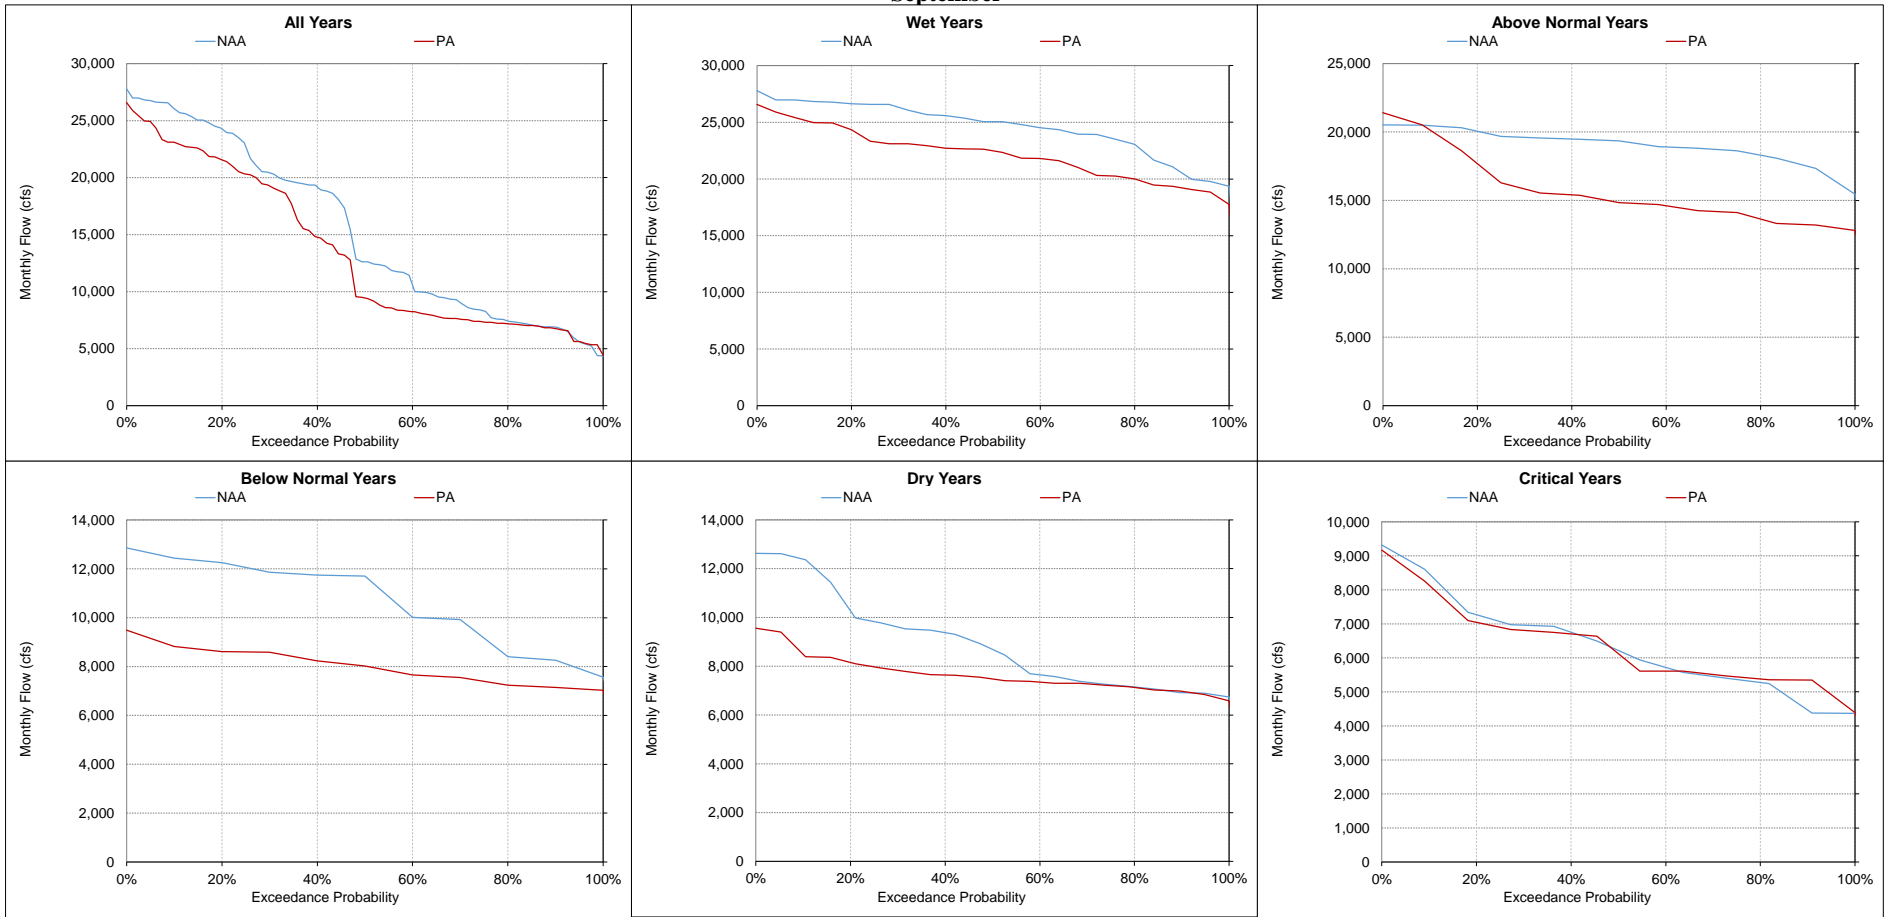 September
All Years
NAA PA
30,000
25,000
20,000
15,000
10,000
5,000
0
Monthly Flow (cfs)
0% 20% 40% 60% 80% 100%
Exceedance Probability
Wet Years
NAA PA
30,000
25,000
20,000
15,000
10,000
5,000
0
Monthly Flow (cfs)
0% 20% 40% 60% 80% 100%
Exceedance Probability
Above Normal Years
NAA PA
25,000
20,000
15,000
10,000
5,000
0
Monthly Flow (cfs)
0% 20% 40% 60% 80% 100%
Exceedance Probability
Below Normal Years
NAA PA
14,000
12,000
10,000
8,000
6,000
4,000
2,000
0
Monthly Flow (cfs)
0% 20% 40% 60% 80% 100%
Exceedance Probability
Dry Years
NAA PA
14,000
12,000
10,000
8,000
6,000
4,000
2,000
0
Monthly Flow (cfs)
0% 20% 40% 60% 80% 100%
Exceedance Probability
Critical Years
NAA PA
10,000
9,000
8,000
7,000
6,000
5,000
4,000
3,000
2,000
1,000
0
Monthly Flow (cfs)
0% 20% 40% 60% 80% 100%
Exceedance Probability